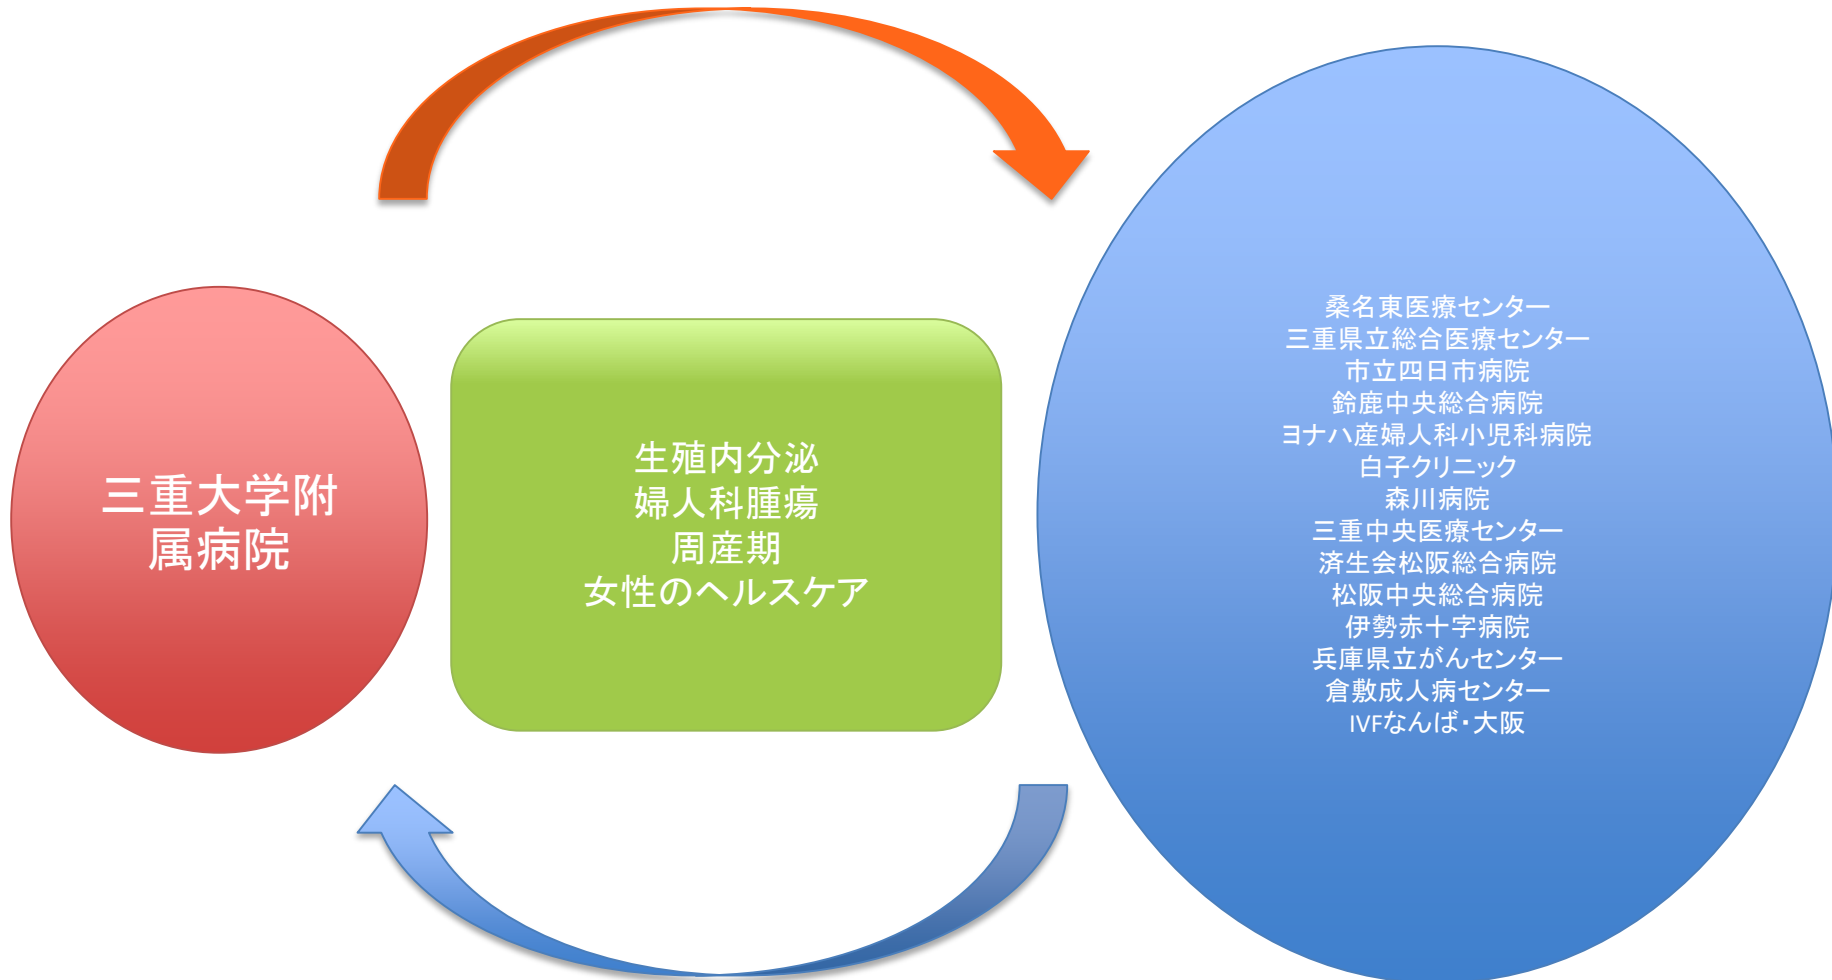 三重大学附
属病院
生殖内分泌
婦人科腫瘍
周産期
女性のヘルスケア
桑名東医療センター
三重県立総合医療センター
市立四日市病院
鈴鹿中央総合病院
ヨナハ産婦人科小児科病院
白子クリニック
森川病院
三重中央医療センター
済生会松阪総合病院
松阪中央総合病院
伊勢赤十字病院
兵庫県立がんセンター
倉敷成人病センター
IVFなんば・大阪